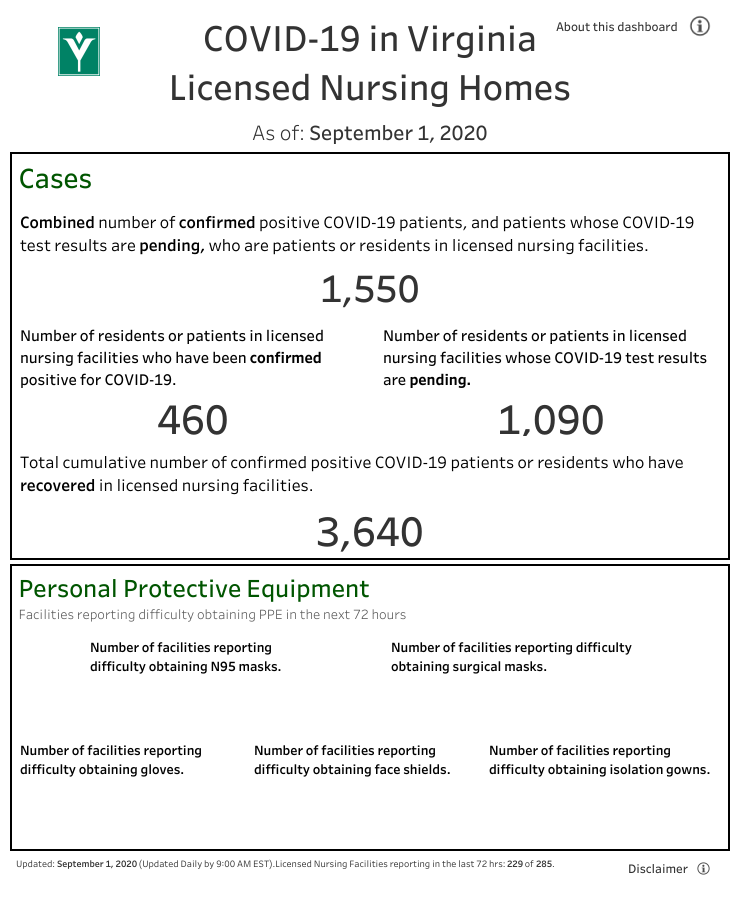 COVID-19 in Virginia
Licensed Nursing Homes
About this dashboard
As of: September 1, 2020
Cases
Combined number of confirmed positive COVID-19 patients, and patients whose COVID-19
test results are pending, who are patients or residents in licensed nursing facilities.
1,550
Number of residents or patients in licensed
nursing facilities who have been confirmed
positive for COVID-19.
460
Number of residents or patients in licensed
nursing facilities whose COVID-19 test results
are pending.
1,090
Total cumulative number of confirmed positive COVID-19 patients or residents who have
recovered in licensed nursing facilities.
3,640
Personal Protective Equipment
Facilities reporting difficulty obtaining PPE in the next 72 hours
Number of facilities reporting
difficulty obtaining N95 masks.
Number of facilities reporting difficulty
obtaining surgical masks.
Number of facilities reporting
difficulty obtaining gloves.
Number of facilities reporting
difficulty obtaining face shields.
Number of facilities reporting
difficulty obtaining isolation gowns.
Updated: September 1, 2020 (Updated Daily by 9:00 AM EST).Licensed Nursing Facilities reporting in the last 72 hrs: 229 of 285.
Disclaimer